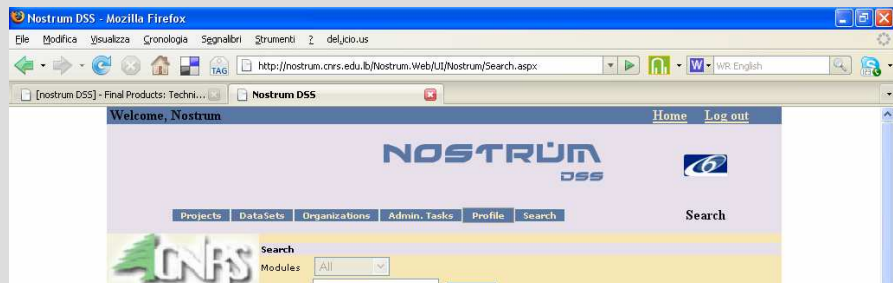 Nostrum DSS - Mozilla Firefox
File Modifica Visualizza Cronologia Segnalibri Strumenti ? del.icio.us
TAG http://nostrum.cnrs.edu.lb/Nostrum.Web/UI/Nostrum/Search.aspx W WR English
[nostrum DSS] - Final Products: Techni... Nostrum DSS
Welcome, Nostrum Home Log out
NOSTRUM
DSS
6
Projects DataSets Organizations Admin. Tasks Profile Search Search
CNRS
Search
Modules All